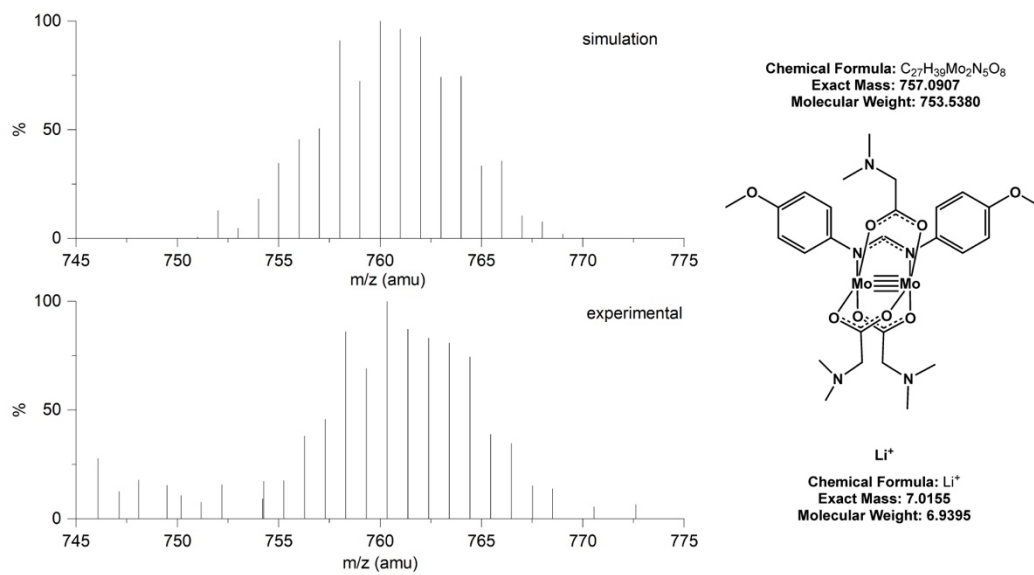 100
simulation
50
%
0
745 750 755 760 765 770 775
m/z (amu)
100
experimental
50
%
0
745 750 755 760 765 770 775
m/z (amu)
Chemical Formula: C₂₇H₃₉Mo₂N₅O₈
Exact Mass: 757.0907
Molecular Weight: 753.5380
N
O O
O O
N N
Mo Mo
O O O O
N N
Li⁺
Chemical Formula: Li⁺
Exact Mass: 7.0155
Molecular Weight: 6.9395